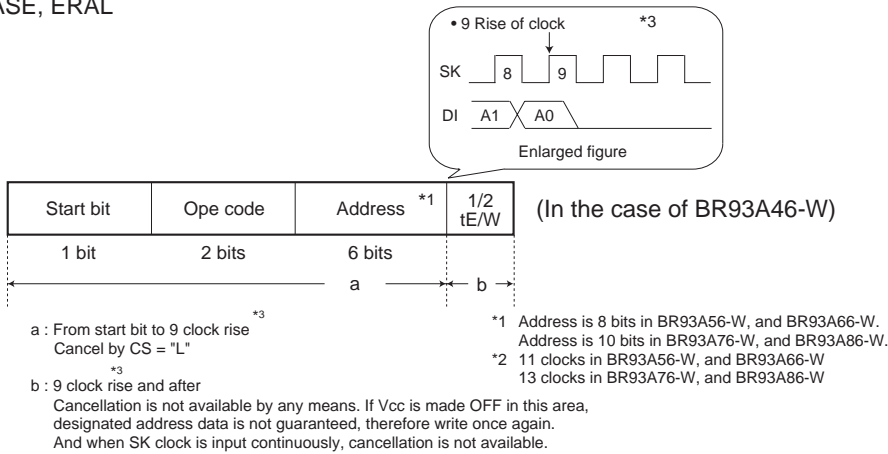 ASE, ERAL
• 9 Rise of clock *3
SK 8 9
DI A1 A0
Enlarged figure
Start bit Ope code Address *1 1/2 tE/W (In the case of BR93A46-W)
1 bit 2 bits 6 bits
a b
a : From start bit to 9 clock rise *3
Cancel by CS = "L"
*3
b : 9 clock rise and after
Cancellation is not available by any means. If Vcc is made OFF in this area,
designated address data is not guaranteed, therefore write once again.
And when SK clock is input continuously, cancellation is not available.
*1 Address is 8 bits in BR93A56-W, and BR93A66-W.
Address is 10 bits in BR93A76-W, and BR93A86-W.
*2 11 clocks in BR93A56-W, and BR93A66-W
13 clocks in BR93A76-W, and BR93A86-W